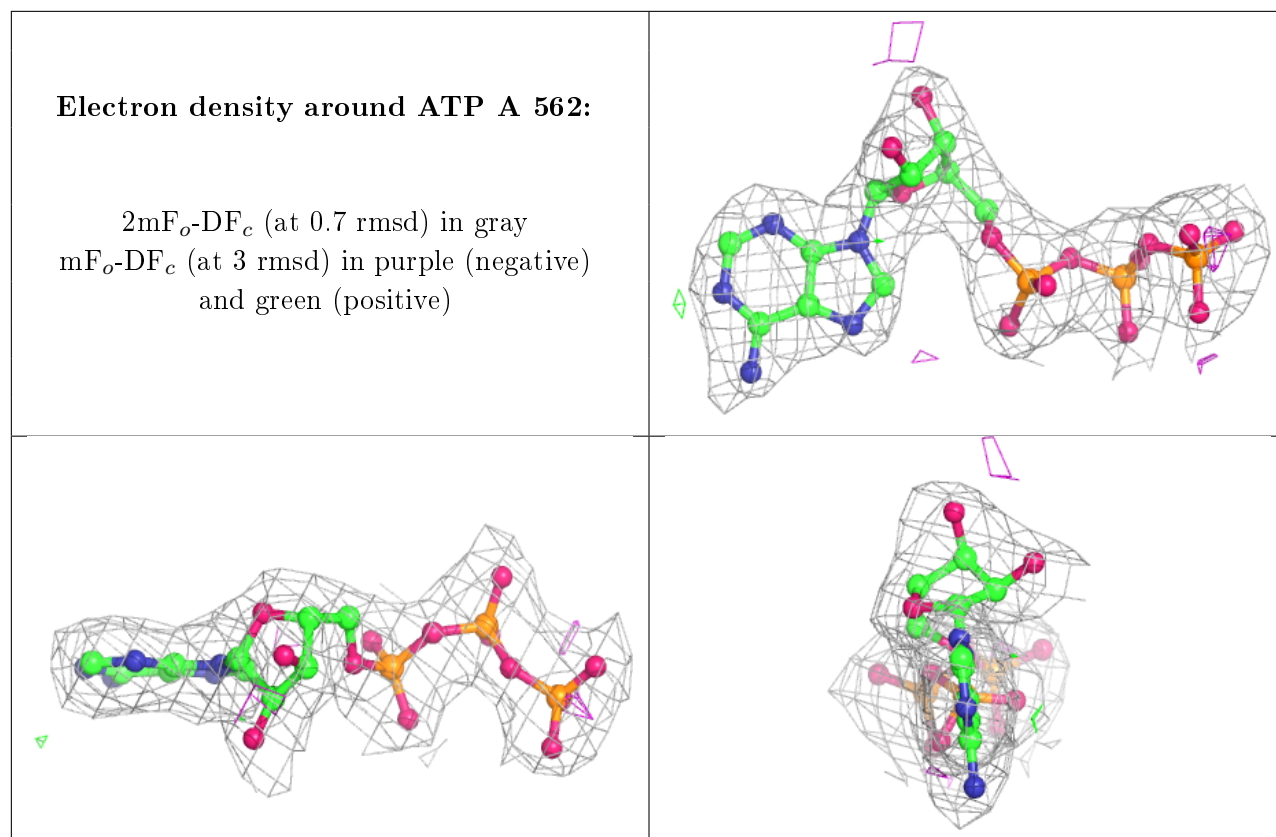 Electron density around ATP A 562:
2mFo-DFc (at 0.7 rmsd) in gray
mFo-DFc (at 3 rmsd) in purple (negative)
and green (positive)